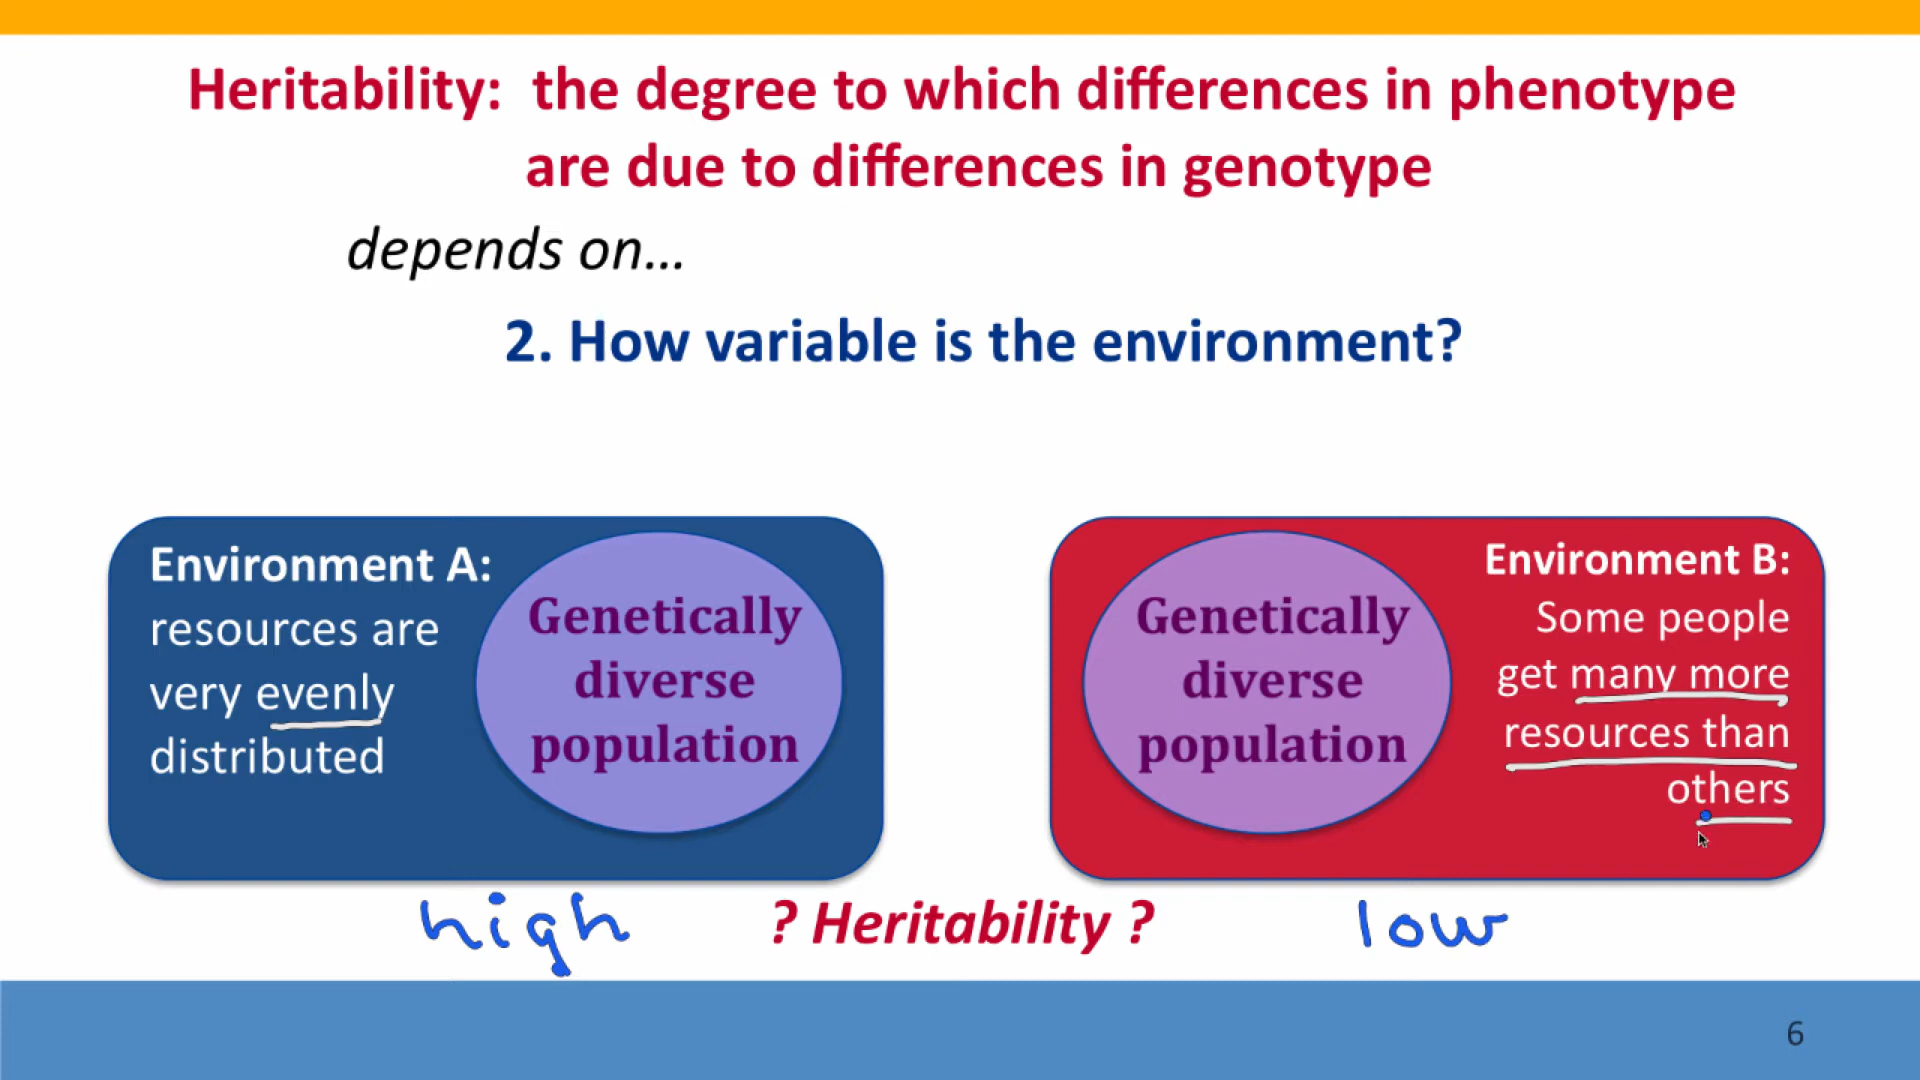 Heritability: the degree to which differences in phenotype
are due to differences in genotype
depends on...
2. How variable is the environment?
Environment A:
resources are
very evenly
distributed
Genetically
diverse
population
Genetically
diverse
population
Environment B:
Some people
get many more
resources than
others
high
? Heritability ?
low
6